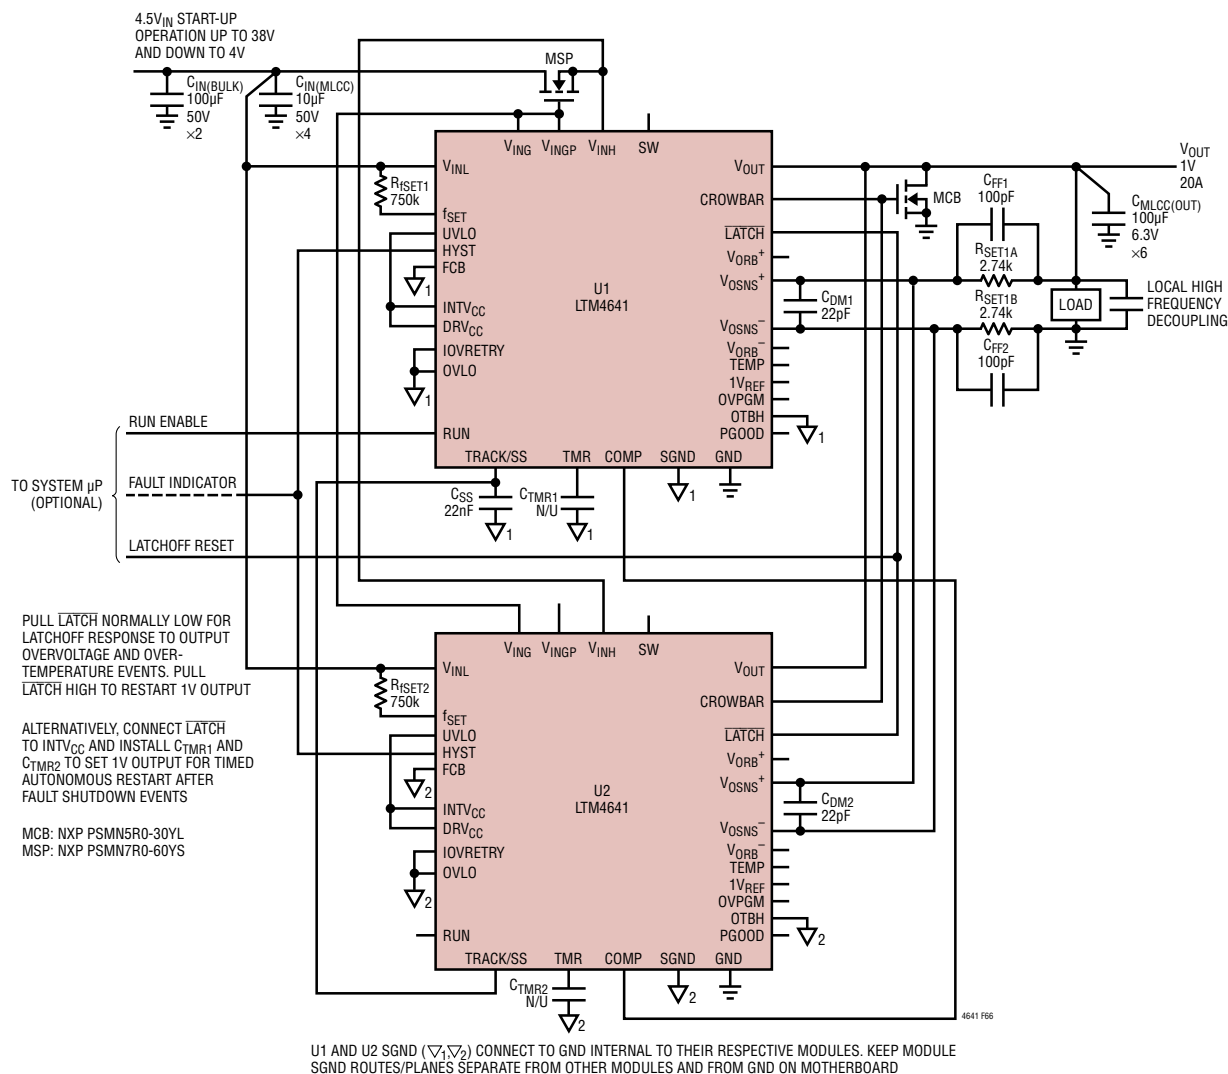 4.5VIN START-UP
OPERATION UP TO 38V
AND DOWN TO 4V
CIN(BULK)
100µF
50V
×2
CIN(MLCC)
10µF
50V
×4
MSP
VING VINGP VINH SW
VINL
RfSET1
750k
fSET
UVLO
HYST
FCB
1
INTVCC
DRVCC
IOVRETRY
OVLO
1
RUN
U1
LTM4641
VOUT
CROWBAR
LATCH
VORB+
VOSNS+
VOSNS−
VORB−
TEMP
1VREF
OVPGM
OTBH
PGOOD
1
TRACK/SS TMR COMP SGND GND
CSS
22nF
1
CTMR1
N/U
1
1
MCB
CDM1
22pF
CFF1
100pF
RSET1A
2.74k
RSET1B
2.74k
CFF2
100pF
VOUT
1V
20A
CMLCC(OUT)
100µF
6.3V
×6
LOAD
LOCAL HIGH
FREQUENCY
DECOUPLING
TO SYSTEM µP
(OPTIONAL)
RUN ENABLE
FAULT INDICATOR
LATCHOFF RESET
PULL LATCH NORMALLY LOW FOR
LATCHOFF RESPONSE TO OUTPUT
OVERVOLTAGE AND OVER-
TEMPERATURE EVENTS. PULL
LATCH HIGH TO RESTART 1V OUTPUT
ALTERNATIVELY, CONNECT LATCH
TO INTVCC AND INSTALL CTMR1 AND
CTMR2 TO SET 1V OUTPUT FOR TIMED
AUTONOMOUS RESTART AFTER
FAULT SHUTDOWN EVENTS
MCB: NXP PSMN5R0-30YL
MSP: NXP PSMN7R0-60YS
VING VINGP VINH SW
VINL
RfSET2
750k
fSET
UVLO
HYST
FCB
2
INTVCC
DRVCC
IOVRETRY
OVLO
2
RUN
U2
LTM4641
VOUT
CROWBAR
LATCH
VORB+
VOSNS+
VOSNS−
VORB−
TEMP
1VREF
OVPGM
OTBH
PGOOD
2
CDM2
22pF
TRACK/SS TMR COMP SGND GND
CTMR2
N/U
2
2
4641 F66
U1 AND U2 SGND (▽1,▽2) CONNECT TO GND INTERNAL TO THEIR RESPECTIVE MODULES. KEEP MODULE
SGND ROUTES/PLANES SEPARATE FROM OTHER MODULES AND FROM GND ON MOTHERBOARD